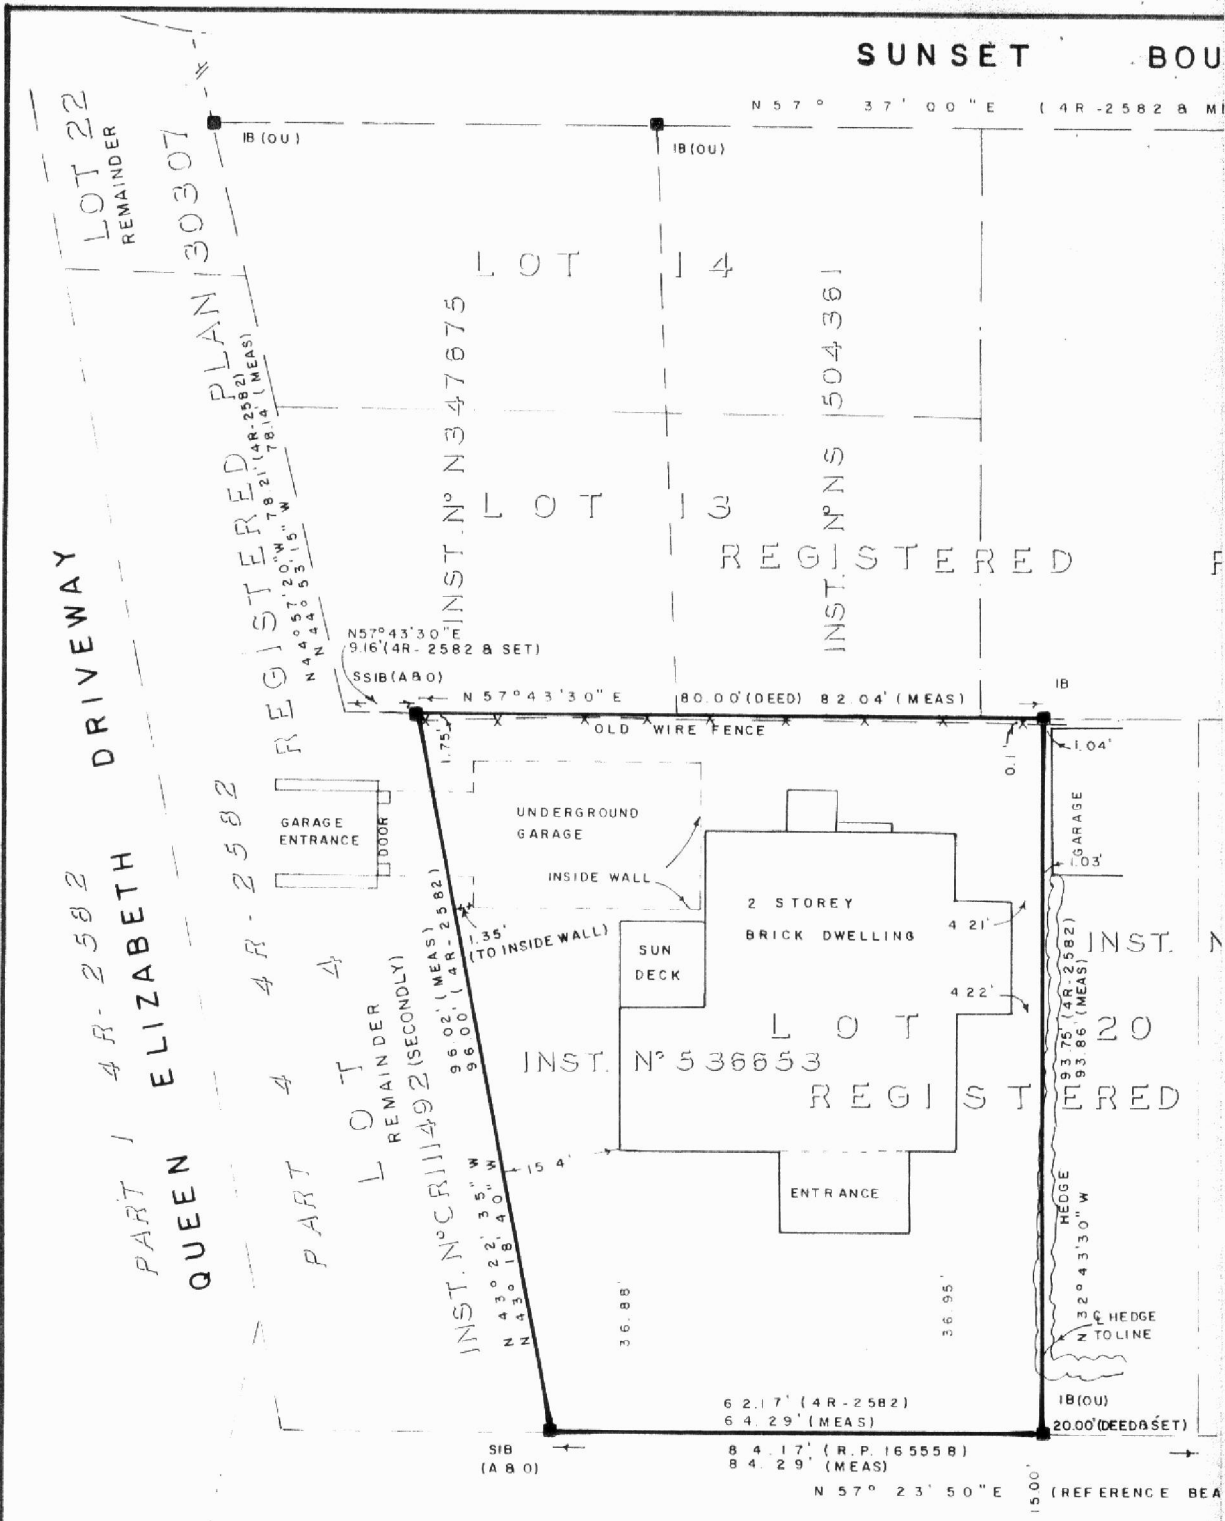 SUNSET BOU
N 57° 37' 00" E (4R-2582 & M
LOT 22
REMAINDER
IB (OU)
IB (OU)
REGISTERED PLAN 130307
LOT 14
INST. Nº N347675
INST. Nº NS 504361
N 44° 57' 20" W 78.21' (4R-2582)
N 44° 53' 15" W 78.14' (MEAS)
LOT 13
REGISTERED
QUEEN ELIZABETH DRIVEWAY
N57°43'30"E
9.16' (4R-2582 & SET)
SSIB (A & O)
N 57° 43' 30" E 80.00' (DEED) 82.04' (MEAS)
IB
OLD WIRE FENCE
1.75'
0.1'
1.04'
GARAGE
ENTRANCE
DOOR
UNDERGROUND
GARAGE
INSIDE WALL
GARAGE
1.03'
2 STOREY
BRICK DWELLING
4.21'
4.22'
1.35'
(TO INSIDE WALL)
SUN
DECK
PART 1 4R-2582
PART 4 4R-2582
LOT 4
REMAINDER
INST. Nº CR1111492 (SECONDLY)
96.02' (MEAS)
96.00' (4R-2582)
N 43° 22' 35" W
N 43° 18' 40" W
INST. N
LOT 20
INST. Nº 536653
REGISTERED
93.75' (4R-2582)
93.86' (MEAS)
N 32° 43' 30" W
HEDGE
15.4'
ENTRANCE
36.88'
36.95'
℄ HEDGE
TO LINE
62.17' (4R-2582)
64.29' (MEAS)
IB(OU)
20.00' (DEED & SET)
SIB
(A & O)
84.17' (R.P. 165558)
84.29' (MEAS)
N 57° 23' 50" E (REFERENCE BEA
15.00'